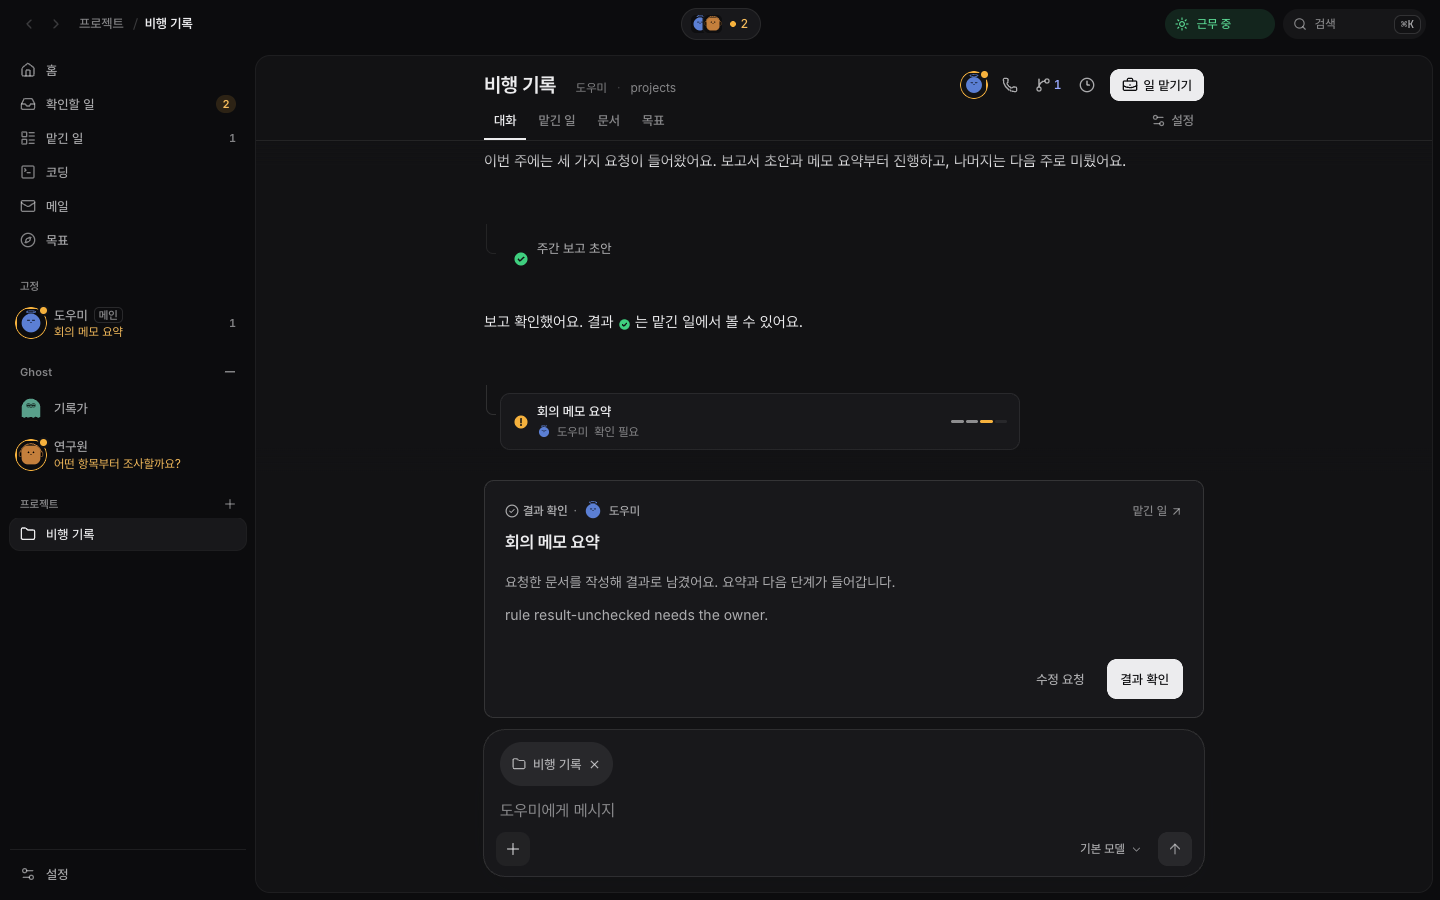 프로젝트 / 비행 기록
2
근무 중
검색
⌘K
홈
확인할 일
2
맡긴 일
1
코딩
메일
목표
고정
도우미 메인
회의 메모 요약
1
Ghost
기록가
연구원
어떤 항목부터 조사할까요?
프로젝트
비행 기록
설정
비행 기록
도우미 · projects
1
일 맡기기
대화
맡긴 일
문서
목표
설정
이번 주에는 세 가지 요청이 들어왔어요. 보고서 초안과 메모 요약부터 진행하고, 나머지는 다음 주로 미뤘어요.
주간 보고 초안
보고 확인했어요. 결과 는 맡긴 일에서 볼 수 있어요.
회의 메모 요약
도우미 확인 필요
결과 확인 · 도우미
맡긴 일
회의 메모 요약
요청한 문서를 작성해 결과로 남겼어요. 요약과 다음 단계가 들어갑니다.
rule result-unchecked needs the owner.
수정 요청
결과 확인
비행 기록
도우미에게 메시지
기본 모델